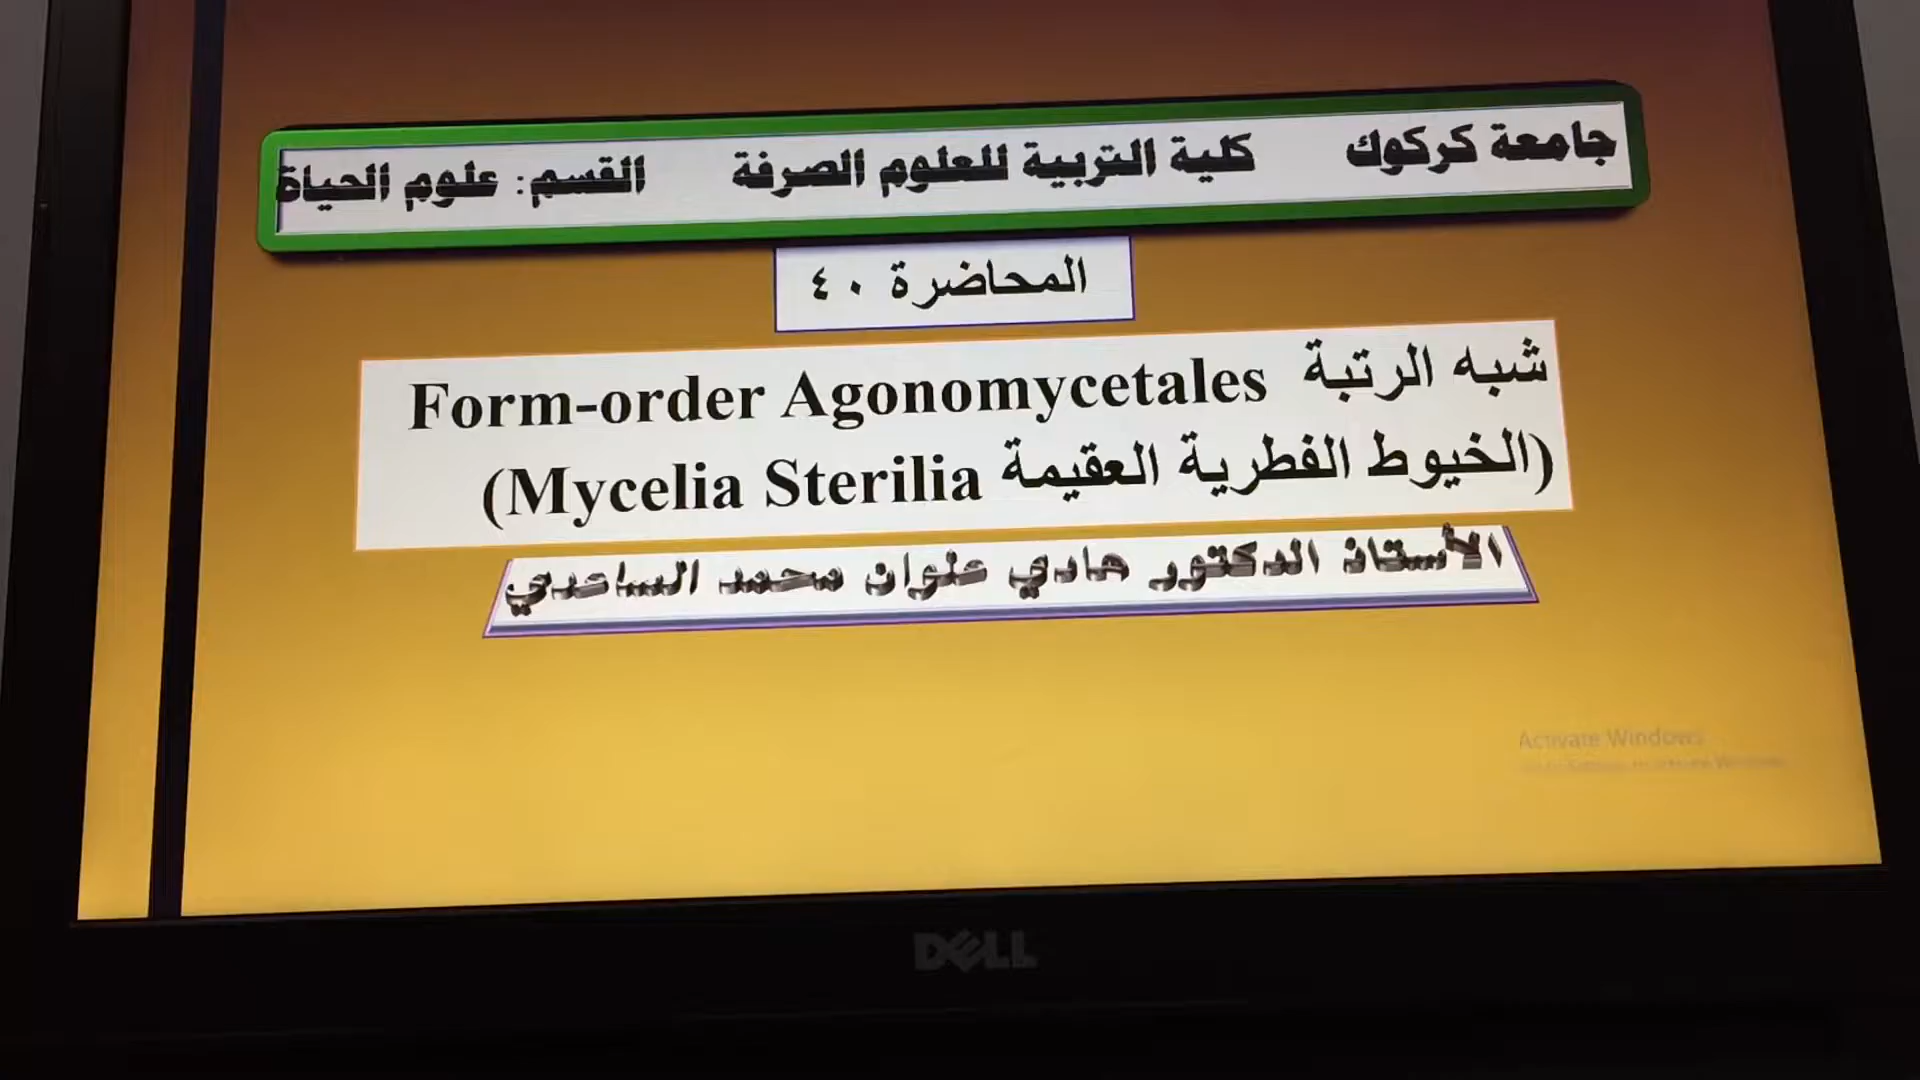 جامعة كركوك كلية التربية للعلوم الصرفة القسم: علوم الحياة
المحاضرة ٤٠
شبه الرتبة Form-order Agonomycetales
(الخيوط الفطرية العقيمة Mycelia Sterilia)
الأستاذ الدكتور هادي علوان محمد الساعدي
Activate Windows
DELL